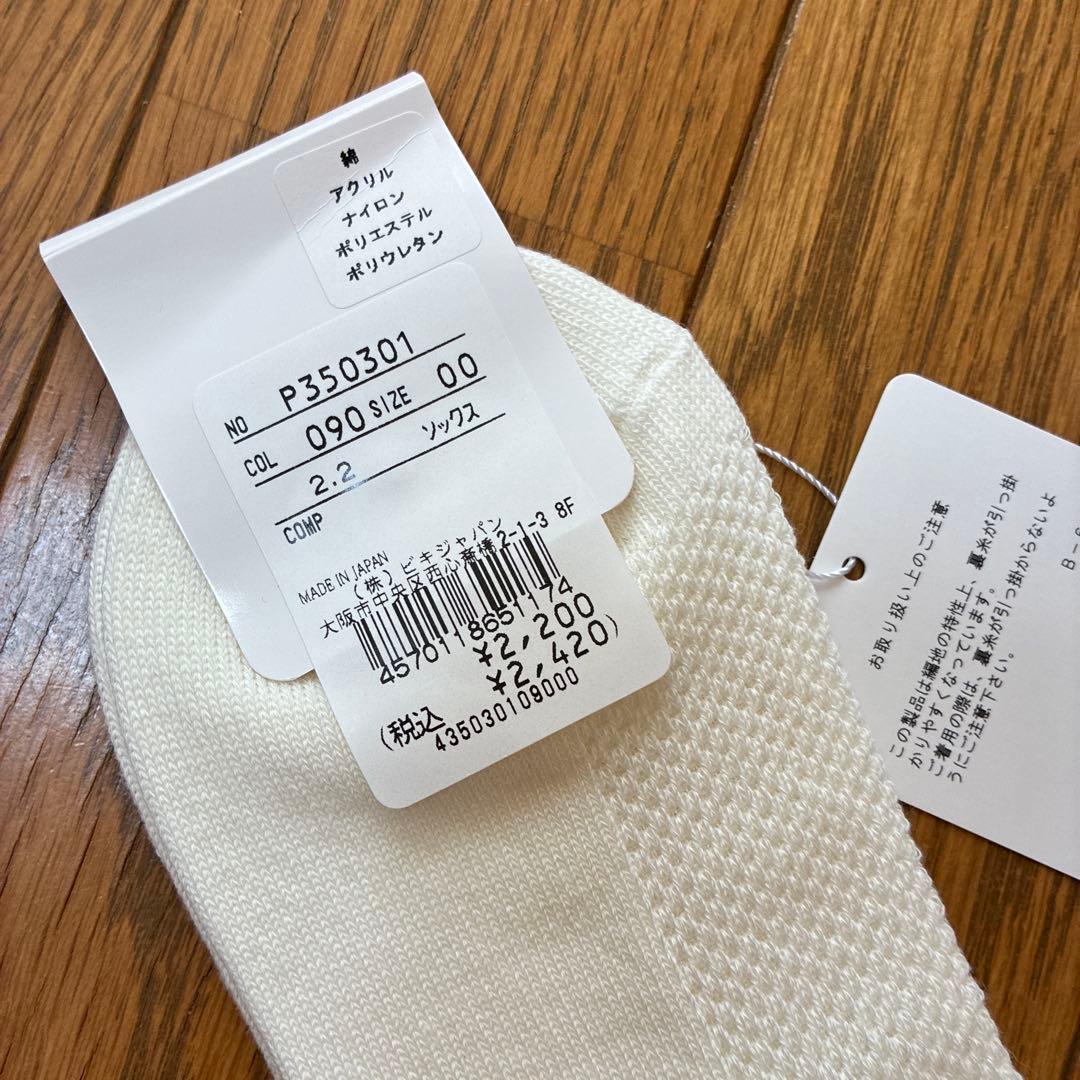 綿
アクリル
ナイロン
ポリエステル
ポリウレタン
NO P350301
COL 090 SIZE 00
2.2 ソックス
COMP
MADE IN JAPAN
(株)ビギジャパン
大阪市中央区西心斎橋2-1-3 8F
4570118651174
¥2,200
(税込 ¥2,420)
435030109000
お取り扱い上のご注意
この製品は編地の特性上、裏糸が引っ掛
かりやすくなっています。
ご着用の際は、裏糸が引っ掛からないよ
うにご注意下さい。